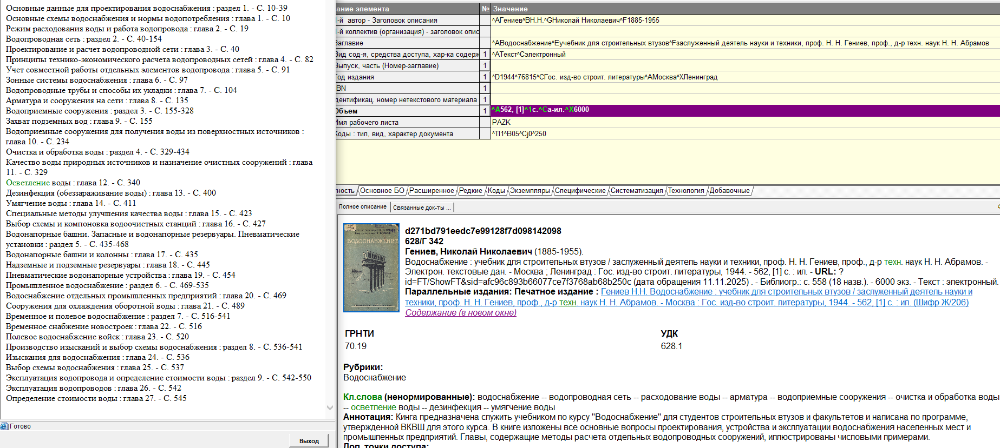 Основные данные для проектирования водоснабжения : раздел 1. - С. 10-39
Основные схемы водоснабжения и нормы водопотребления : глава 1. - С. 10
Режим расходования воды и работа водопровода : глава 2. - С. 19
Водопроводная сеть : раздел 2. - С. 40-154
Проектирование и расчет водопроводной сети : глава 3. - С. 40
Принципы технико-экономического расчета водопроводных сетей : глава 4. - С. 82
Учет совместной работы отдельных элементов водопровода : глава 5. - С. 91
Зонные системы водоснабжения : глава 6. - С. 97
Водопроводные трубы и способы их укладки : глава 7. - С. 104
Арматура и сооружения на сети : глава 8. - С. 135
Водоприемные сооружения : раздел 3. - С. 155-328
Захват подземных вод : глава 9. - С. 155
Водоприемные сооружения для получения воды из поверхностных источников :
глава 10. - С. 234
Очистка и обработка воды : раздел 4. - С. 329-434
Качество воды природных источников и назначение очистных сооружений : глава
11. - С. 329
Осветление воды : глава 12. - С. 340
Дезинфекция (обеззараживание воды) : глава 13. - С. 400
Умягчение воды : глава 14. - С. 411
Специальные методы улучшения качества воды : глава 15. - С. 423
Выбор схемы и компоновка водоочистных станций : глава 16. - С. 427
Водонапорные башни. Запасные и водонапорные резервуары. Пневматические
установки : раздел 5. - С. 435-468
Водонапорные башни и колонны : глава 17. - С. 435
Надземные и подземные резервуары : глава 18. - С. 445
Пневматические водонапорные устройства : глава 19. - С. 454
Промышленное водоснабжение : раздел 6. - С. 469-535
Водоснабжение отдельных промышленных предприятий : глава 20. - С. 469
Сооружения для охлаждения оборотной воды : глава 21. - С. 489
Временное и полевое водоснабжение : раздел 7. - С. 516-541
Временное снабжение новостроек : глава 22. - С. 516
Полевое водоснабжение войск : глава 23. - С. 520
Производство изысканий и выбор схемы водоснабжения : раздел 8. - С. 536-541
Изыскания для водоснабжения : глава 24. - С. 536
Выбор схемы водоснабжения : глава 25. - С. 537
Эксплуатация водопровода и определение стоимости воды : раздел 9. - С. 542-550
Эксплуатация водопроводов : глава 26. - С. 542
Определение стоимости воды : глава 27. - С. 545
Готово
Выход
ание элемента № Значение
1-й автор - Заголовок описания ^AГениев^BН.Н.^GНиколай Николаевич^F1885-1955
1-й коллектив (организация) - заголовок опис
Заглавие ^AВодоснабжение^Eучебник для строительных втузов^Fзаслуженный деятель науки и техники, проф. Н. Н. Гениев, проф., д-р техн. наук Н. Н. Абрамов
Вид сод-я, средства доступа, хар-ка содерж 1 ^AТекст^Cэлектронный
Выпуск, часть (Номер-заглавие) 1
Год издания 1 ^D1944^76815^CГос. изд-во строит. литературы^AМосква^XЛенинград
BN 1
дентификац. номер нетекстового материала 1
Объем 1 ^A562, [1]^1с.^Cа-ил.^X6000
Имя рабочего листа PAZK
Коды : тип, вид, характер документа ^Tl1^B05^Cj0^250
ность Основное БО Расширенное Редкие Коды Экземпляры Специфические Систематизация Технология Добавочные
Полное описание Связанные док-ты ...
ВОДОСНАБЖЕНИЕ
d271bd791eedc7e99128f7d098142098
628/Г 342
Гениев, Николай Николаевич (1885-1955).
Водоснабжение : учебник для строительных втузов / заслуженный деятель науки и техники, проф. Н. Н. Гениев, проф., д-р техн. наук Н. Н. Абрамов. -
Электрон. текстовые дан. - Москва ; Ленинград : Гос. изд-во строит. литературы, 1944. - 562, [1] с. : ил. - URL: ?
id=FT/ShowFT&sid=afc96c893b66077ce7f3768ab68b250c (дата обращения 11.11.2025) . - Библиогр.: с. 558 (18 назв.). - 6000 экз. - Текст : электронный.
Параллельные издания: Печатное издание : Гениев Н.Н. Водоснабжение : учебник для строительных втузов / заслуженный деятель науки и
техники, проф. Н. Н. Гениев, проф., д-р техн. наук Н. Н. Абрамов. - Москва : Гос. изд-во строит. литературы, 1944. - 562, [1] с. : ил. (Шифр Ж/206)
Содержание (в новом окне)
ГРНТИ УДК
70.19 628.1
Рубрики:
Водоснабжение
Кл.слова (ненормированные): водоснабжение -- водопроводная сеть -- расходование воды -- арматура -- водоприемные сооружения -- очистка и обработка воды
-- осветление воды -- дезинфекция -- умягчение воды
Аннотация: Кинга предназначена служить учебником по курсу "Водоснабжение" для студентов строительных втузов и факультетов и написана по программе,
утвержденной ВКВШ для этого курса. В книге изложены все основные вопросы проектирования, устройства и эксплуатации водоснабжения населенных мест и
промышленных предприятий. Главы, содержащие методы расчета отдельных водопроводных сооружений, иллюстрированы числовыми примерами.
Доп. точки доступа: